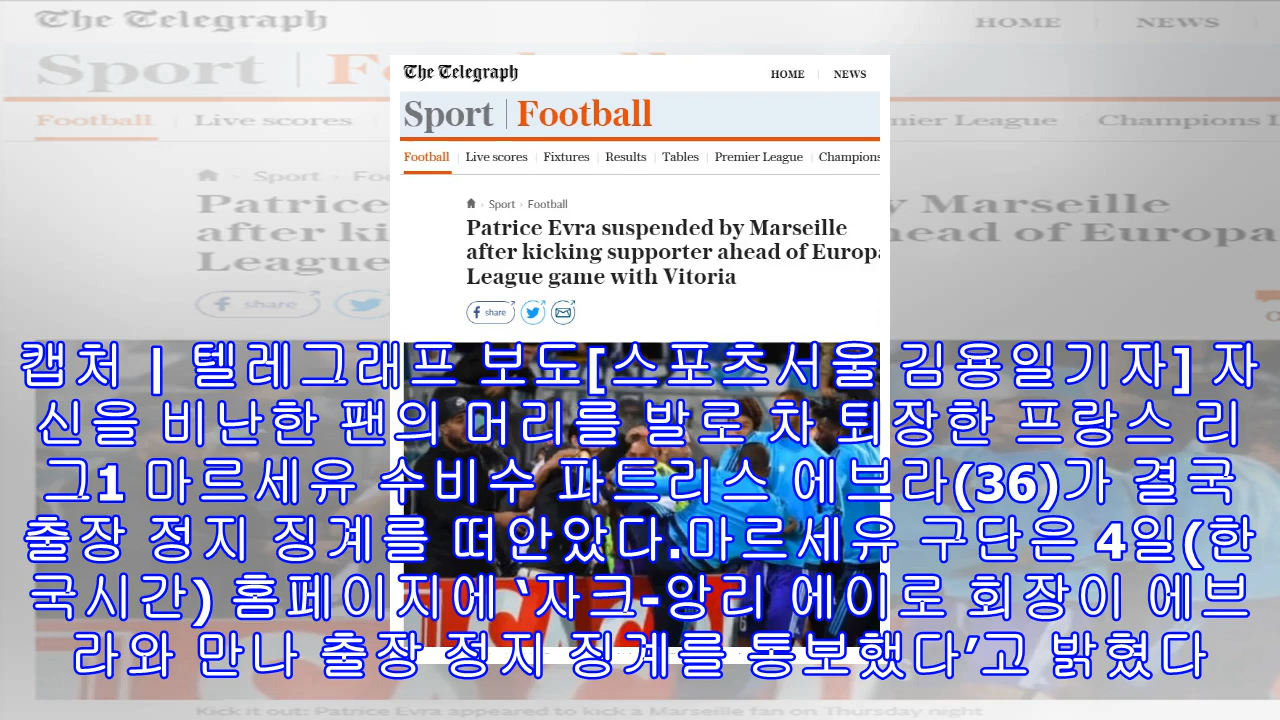 The Telegraph
HOME NEWS
Sport | Football
Football Live scores Fixtures Results Tables Premier League Champions
Sport › Football
Patrice Evra suspended by Marseille
after kicking supporter ahead of Europa
League game with Vitoria
share
캡처 | 텔레그래프 보도[스포츠서울 김용일기자] 자
신을 비난한 팬의 머리를 발로 차 퇴장한 프랑스 리
그1 마르세유 수비수 파트리스 에브라(36)가 결국
출장 정지 징계를 떠안았다.마르세유 구단은 4일(한
국시간) 홈페이지에 ‘자크-앙리 에이로 회장이 에브
라와 만나 출장 정지 징계를 통보했다’고 밝혔다
Kick it out: Patrice Evra appeared to kick a Marseille fan on Thursday night